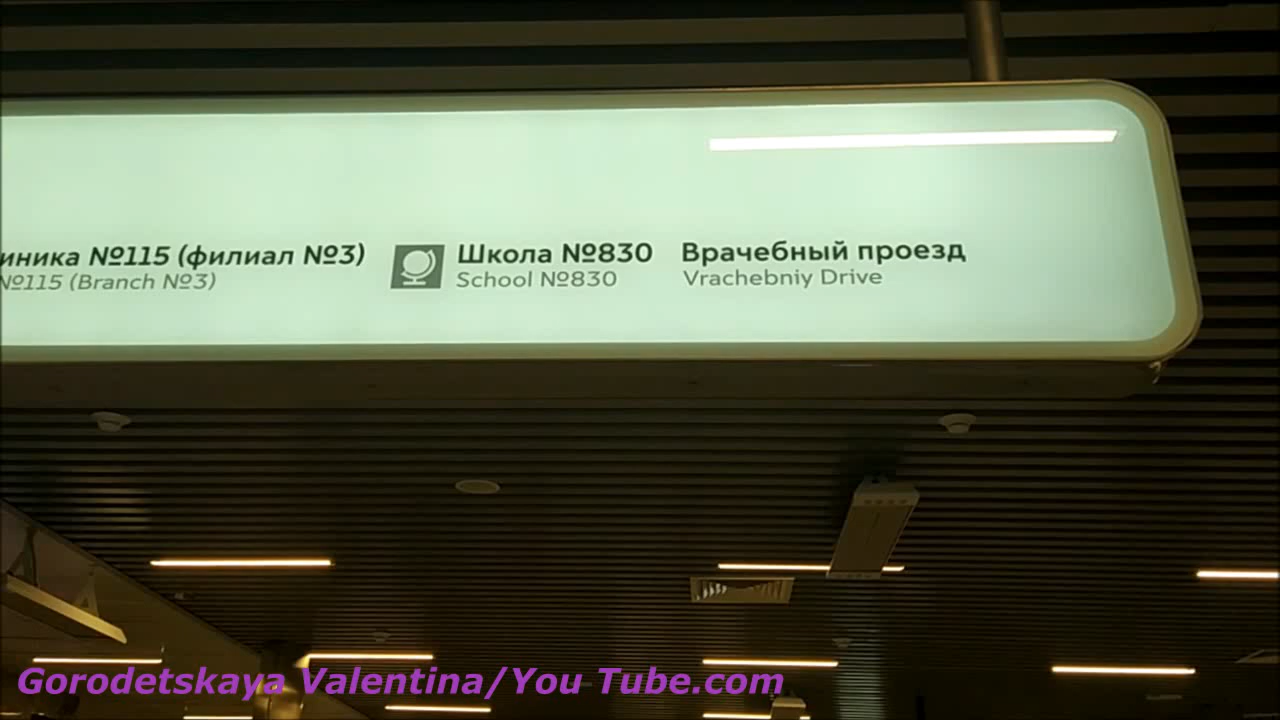 №115 (филиал №3)
№115 (Branch №3)
Школа №830
School №830
Врачебный проезд
Vrachebniy Drive
Gorodetskaya Valentina/You Tube.com